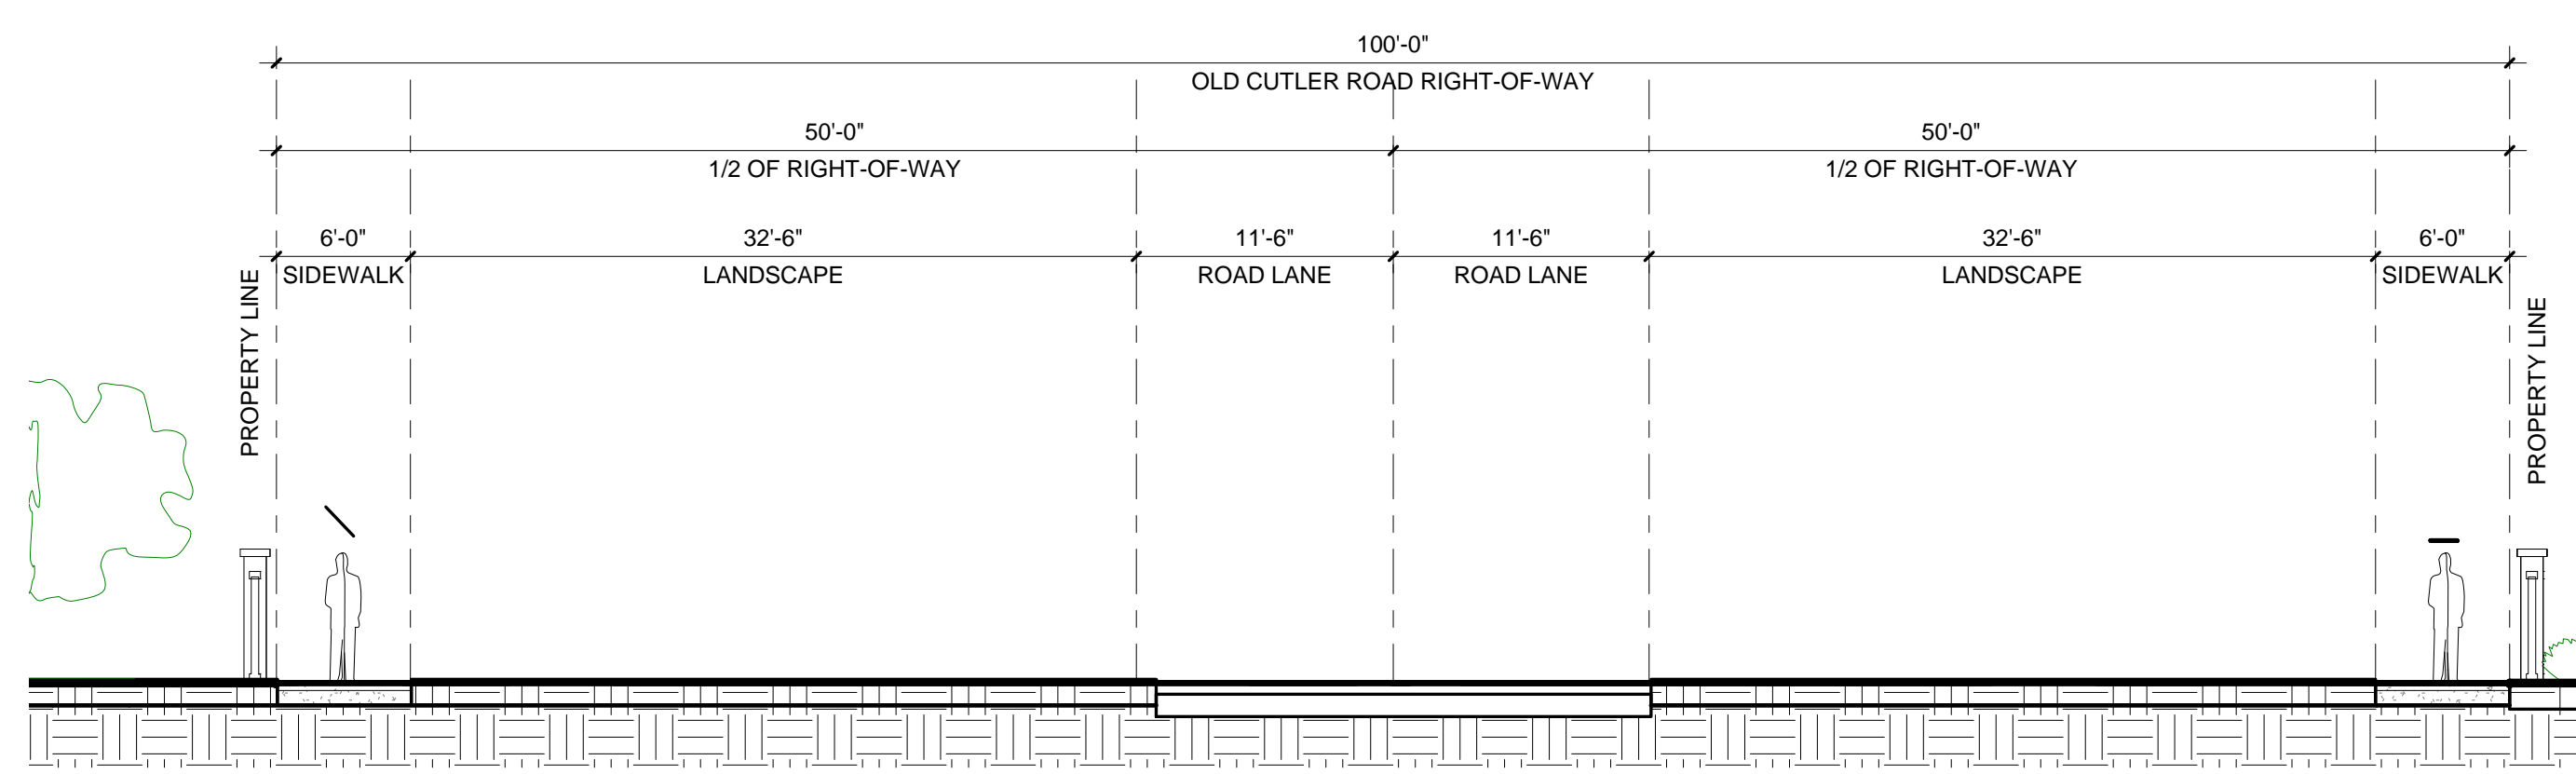 100'-0"
OLD CUTLER ROAD RIGHT-OF-WAY
50'-0"
50'-0"
1/2 OF RIGHT-OF-WAY
1/2 OF RIGHT-OF-WAY
6'-0"
32'-6"
11'-6"
11'-6"
32'-6"
6'-0"
SIDEWALK
LANDSCAPE
ROAD LANE
ROAD LANE
LANDSCAPE
SIDEWALK
PROPERTY LINE
PROPERTY LINE